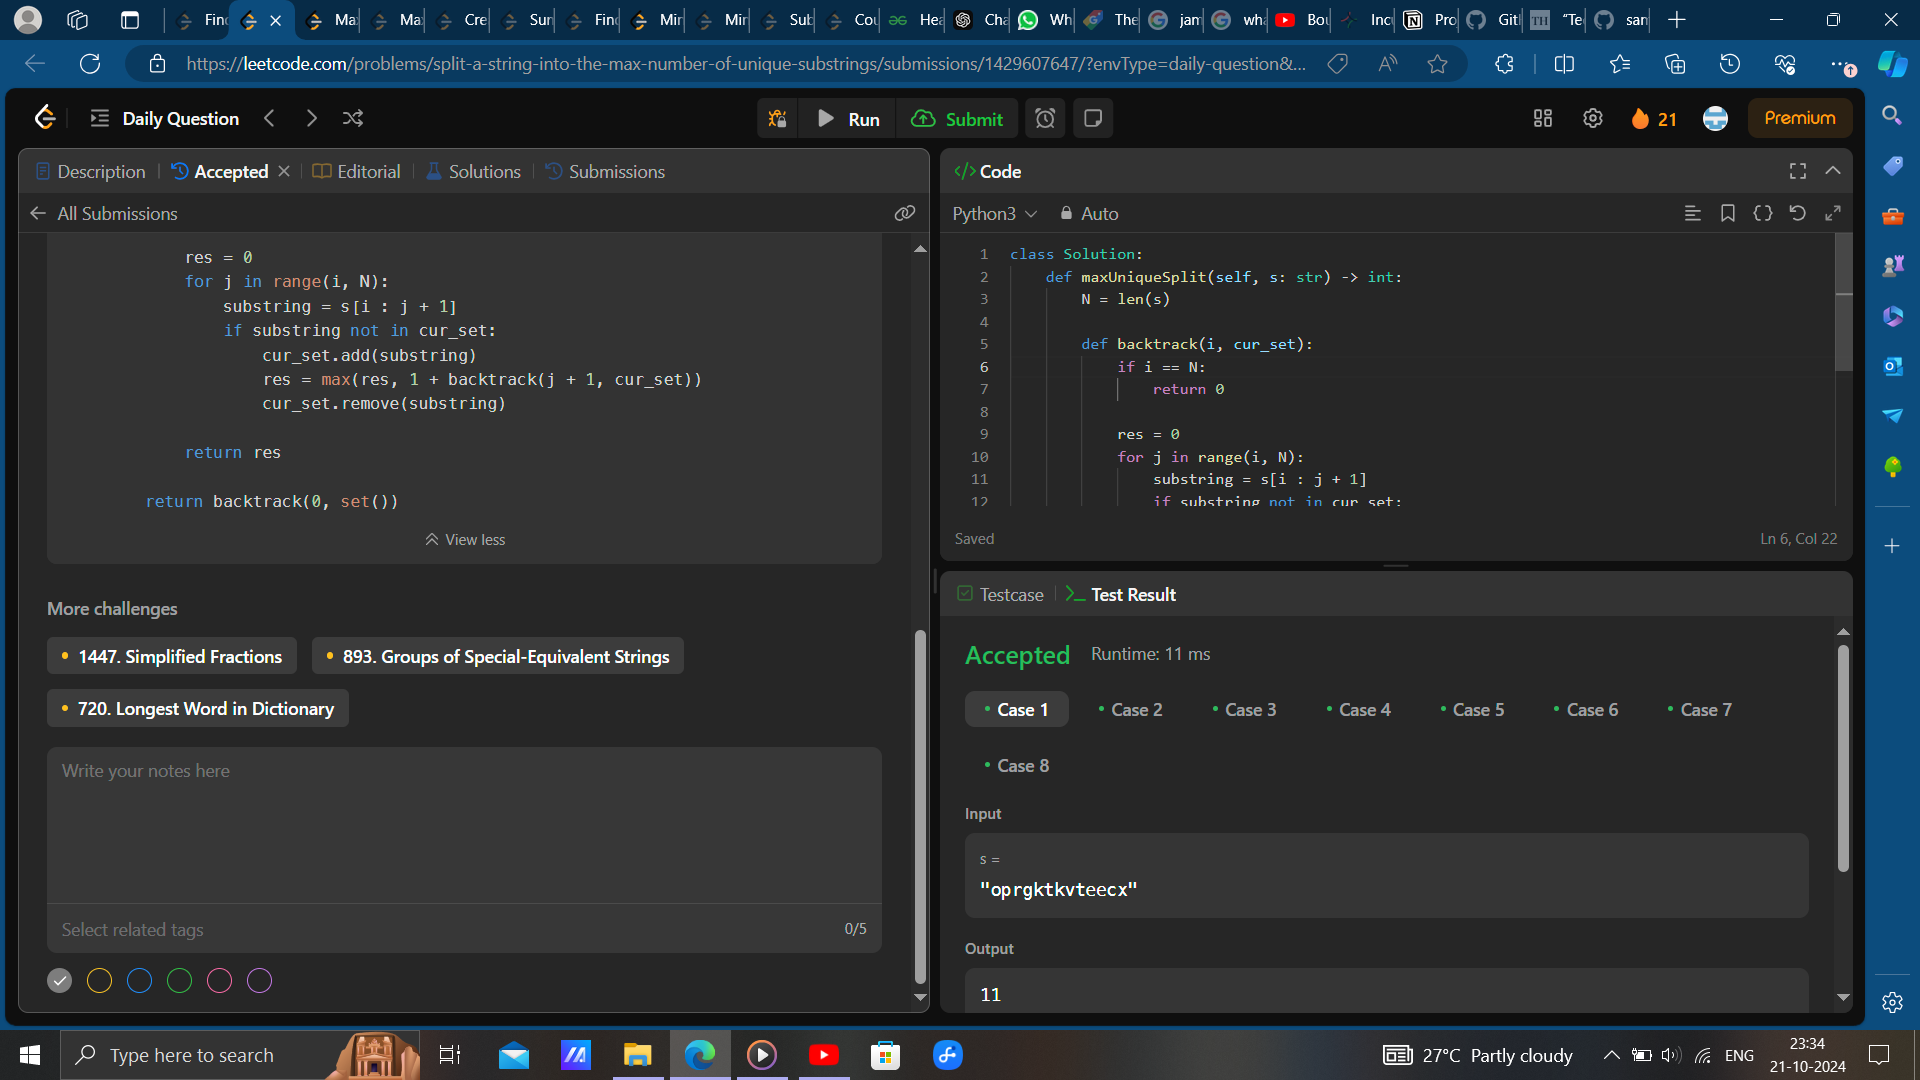 Find
Ma
Ma
Cre
Sun
Find
Min
Min
Sub
Cou
Hea
Cha
Wh
The
jam
wha
Bou
Inc
Pro
Git
"Te
san
https://leetcode.com/problems/split-a-string-into-the-max-number-of-unique-substrings/submissions/1429607647/?envType=daily-question&...
Daily Question
Run
Submit
21
Premium
Description
Accepted
Editorial
Solutions
Submissions
All Submissions
res = 0
for j in range(i, N):
substring = s[i : j + 1]
if substring not in cur_set:
cur_set.add(substring)
res = max(res, 1 + backtrack(j + 1, cur_set))
cur_set.remove(substring)
return res
return backtrack(0, set())
View less
More challenges
1447. Simplified Fractions
893. Groups of Special-Equivalent Strings
720. Longest Word in Dictionary
Write your notes here
Select related tags
0/5
</> Code
Python3
Auto
1 class Solution:
2 def maxUniqueSplit(self, s: str) -> int:
3 N = len(s)
4
5 def backtrack(i, cur_set):
6 if i == N:
7 return 0
8
9 res = 0
10 for j in range(i, N):
11 substring = s[i : j + 1]
12 if substring not in cur_set:
Saved
Ln 6, Col 22
Testcase
Test Result
Accepted
Runtime: 11 ms
Case 1
Case 2
Case 3
Case 4
Case 5
Case 6
Case 7
Case 8
Input
s =
"oprgktkvteecx"
Output
11
Type here to search
27°C Partly cloudy
ENG
23:34
21-10-2024